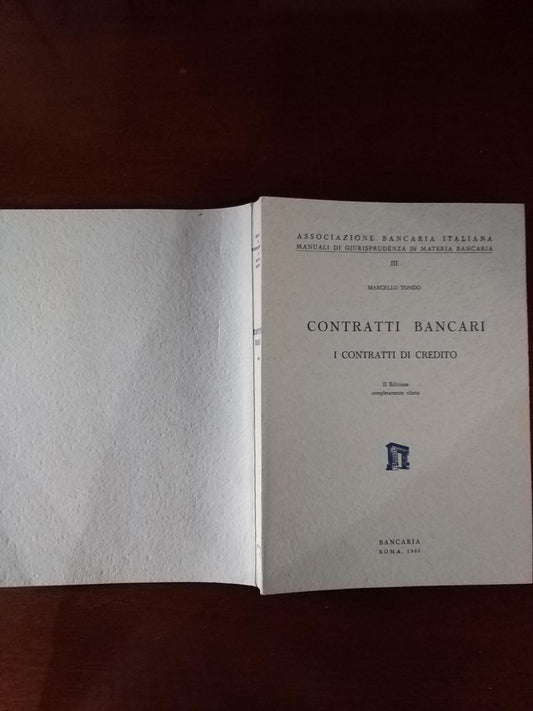 ASSOCIAZIONE BANCARIA ITALIANA
MANUALI DI GIURISPRUDENZA IN MATERIA BANCARIA
III
MARCELLO TONDO
CONTRATTI BANCARI
I CONTRATTI DI CREDITO
II Edizione
completamente rifatta
BANCARIA
ROMA,